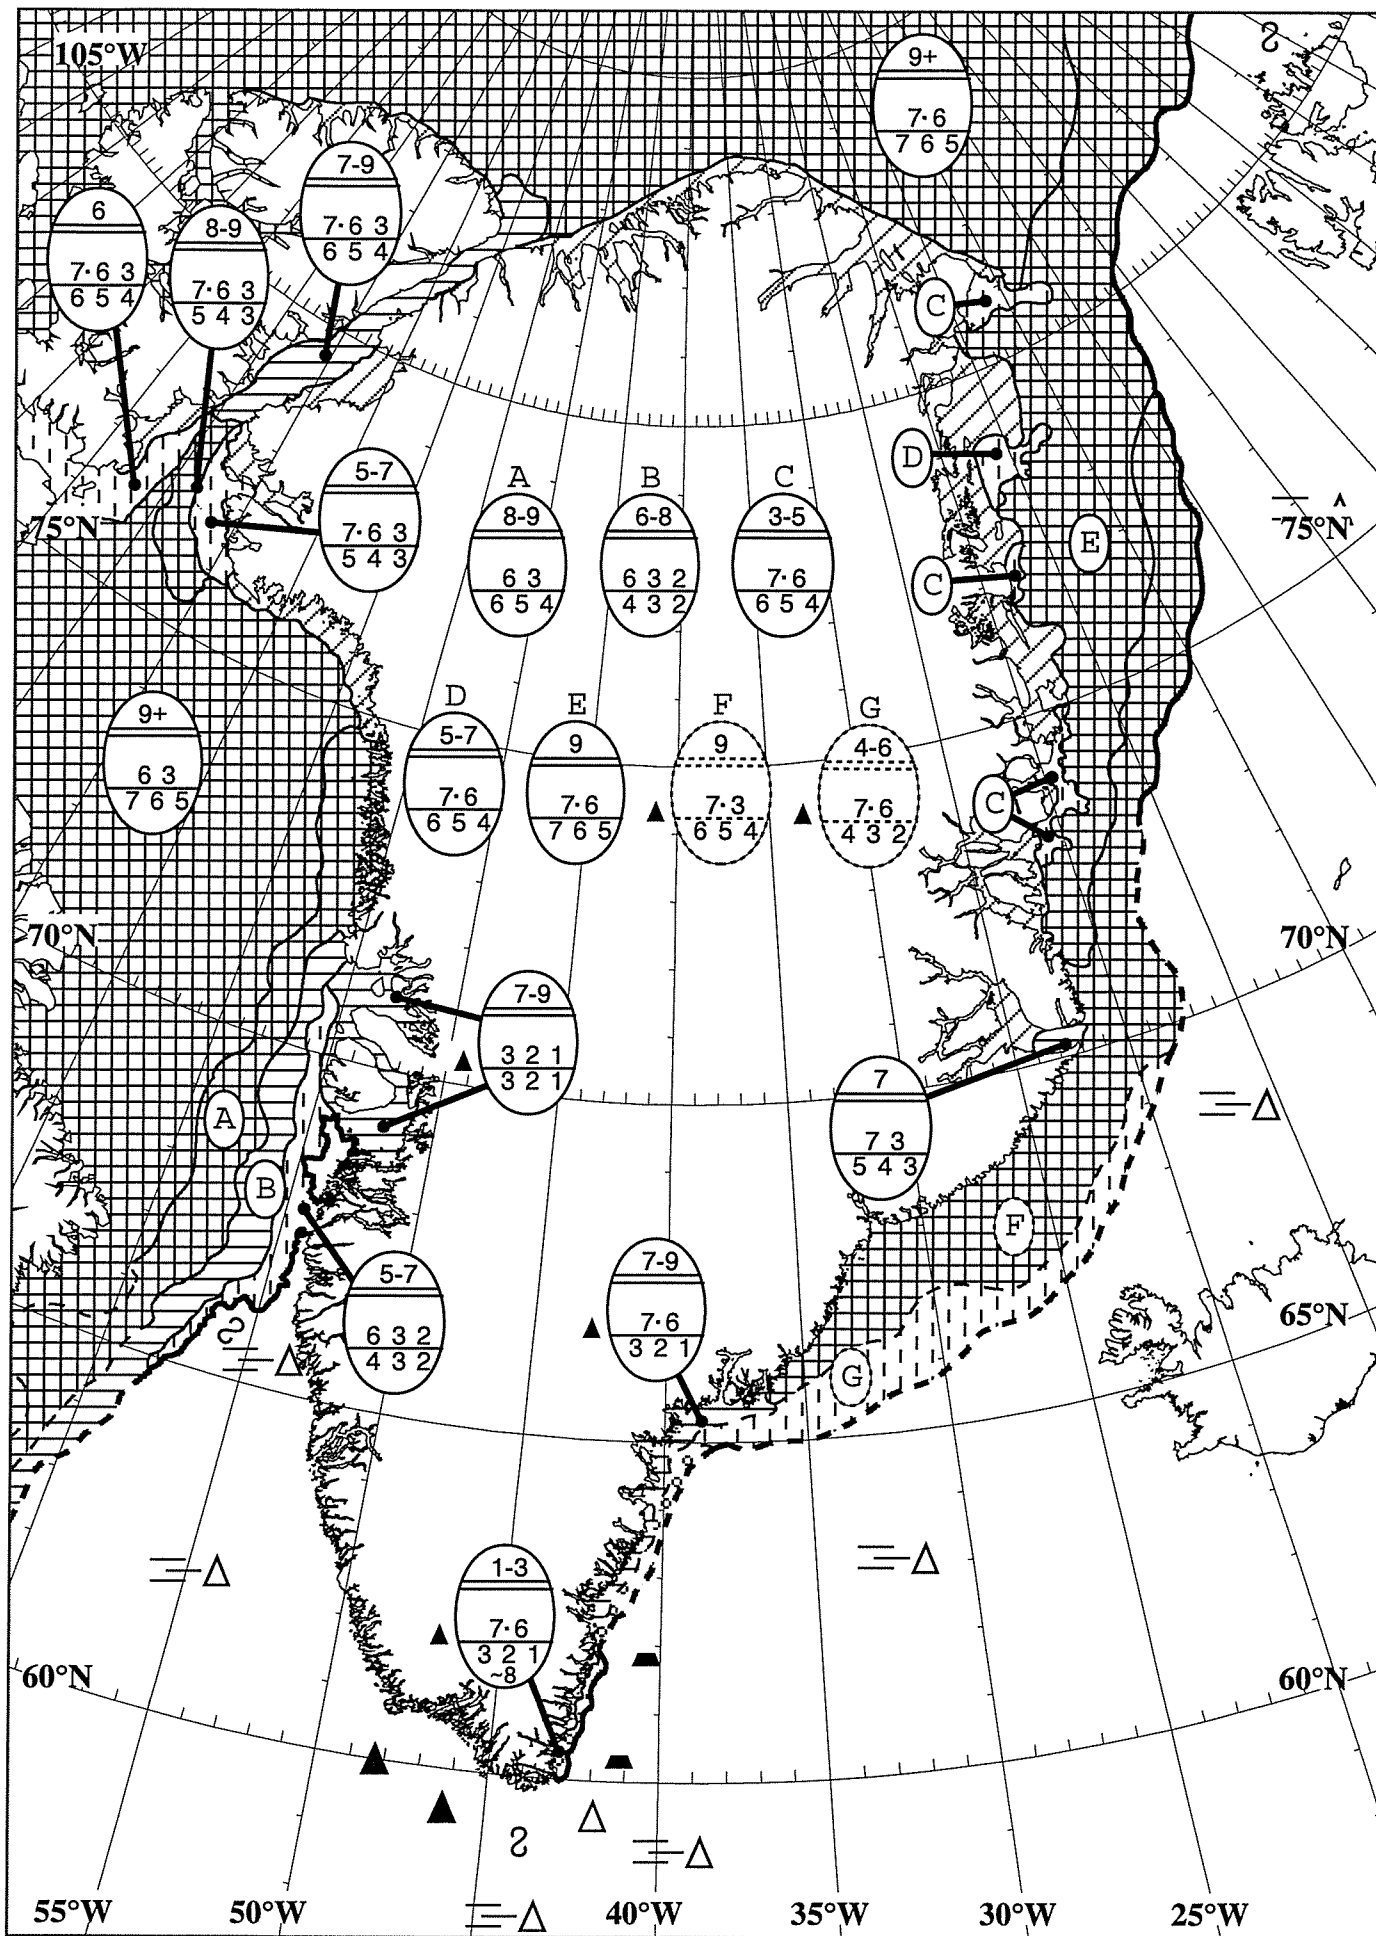 105°W
9+
7·6
7 6 5
7-9
7·6 3
6 5 4
6
7·6 3
6 5 4
8-9
7·6 3
5 4 3
C
D
5-7
7·6 3
5 4 3
A
8-9
6 3
6 5 4
B
6-8
6 3 2
4 3 2
C
3-5
7·6
6 5 4
75°N
75°N
E
C
9+
6 3
7 6 5
D
5-7
7·6
6 5 4
E
9
7·6
7 6 5
F
9
7·3
6 5 4
G
4-6
7·6
4 3 2
C
70°N
70°N
7-9
3 2 1
3 2 1
7
7 3
5 4 3
A
B
F
5-7
6 3 2
4 3 2
7-9
7·6
3 2 1
G
65°N
1-3
7·6
3 2 1
~8
60°N
60°N
55°W
50°W
40°W
35°W
30°W
25°W